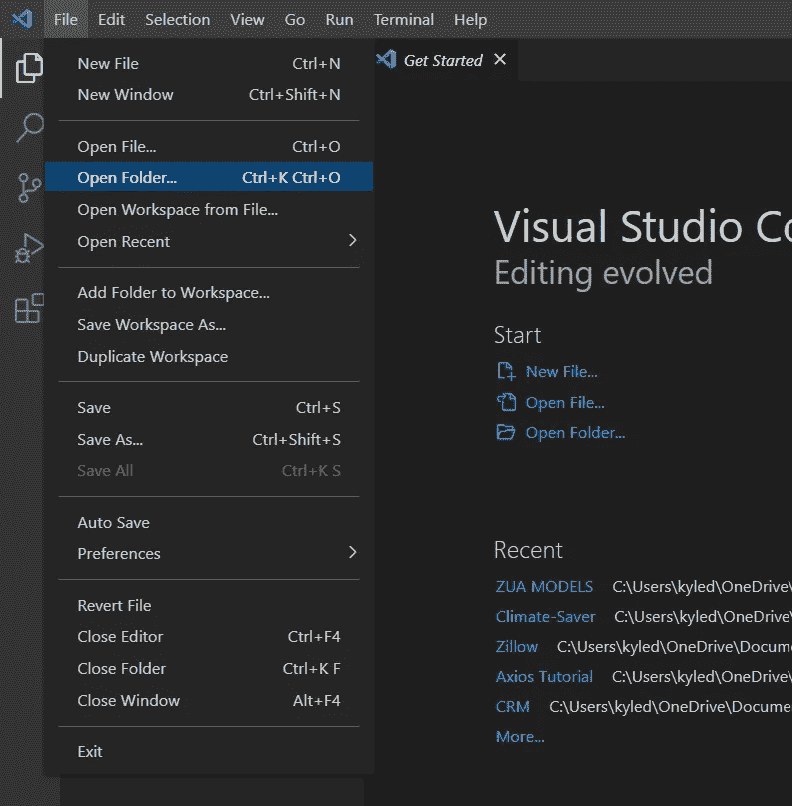 File Edit Selection View Go Run Terminal Help
New File Ctrl+N
New Window Ctrl+Shift+N
Open File... Ctrl+O
Open Folder... Ctrl+K Ctrl+O
Open Workspace from File...
Open Recent
Add Folder to Workspace...
Save Workspace As...
Duplicate Workspace
Save Ctrl+S
Save As... Ctrl+Shift+S
Save All Ctrl+K S
Auto Save
Preferences
Revert File
Close Editor Ctrl+F4
Close Folder Ctrl+K F
Close Window Alt+F4
Exit
Get Started
Visual Studio Co
Editing evolved
Start
New File...
Open File...
Open Folder...
Recent
ZUA MODELS C:\Users\kyled\OneDrive\
Climate-Saver C:\Users\kyled\OneDrive\
Zillow C:\Users\kyled\OneDrive\Docum
Axios Tutorial C:\Users\kyled\OneDrive\
CRM C:\Users\kyled\OneDrive\Docume
More...